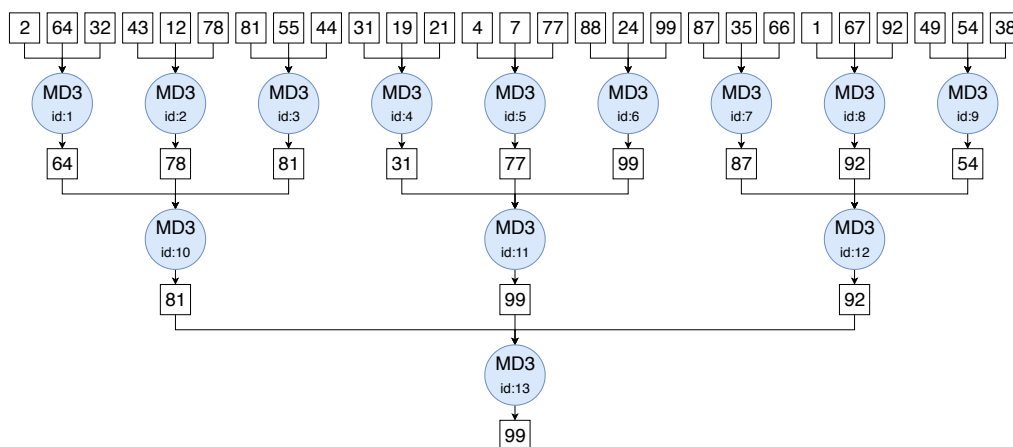 2 64 32 43 12 78 81 55 44 31 19 21 4 7 77 88 24 99 87 35 66 1 67 92 49 54 38
MD3 MD3 MD3 MD3 MD3 MD3 MD3 MD3 MD3
id:1 id:2 id:3 id:4 id:5 id:6 id:7 id:8 id:9
64 78 81 31 77 99 87 92 54
MD3 MD3 MD3
id:10 id:11 id:12
81 99 92
MD3
id:13
99